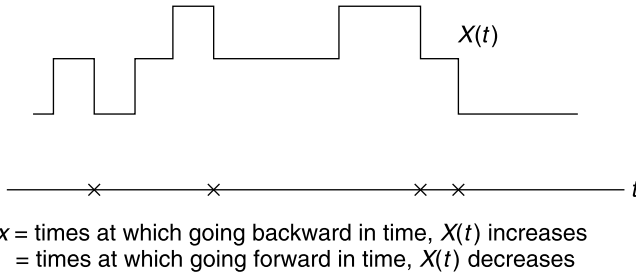 X(t)
t
x = times at which going backward in time, X(t) increases
= times at which going forward in time, X(t) decreases